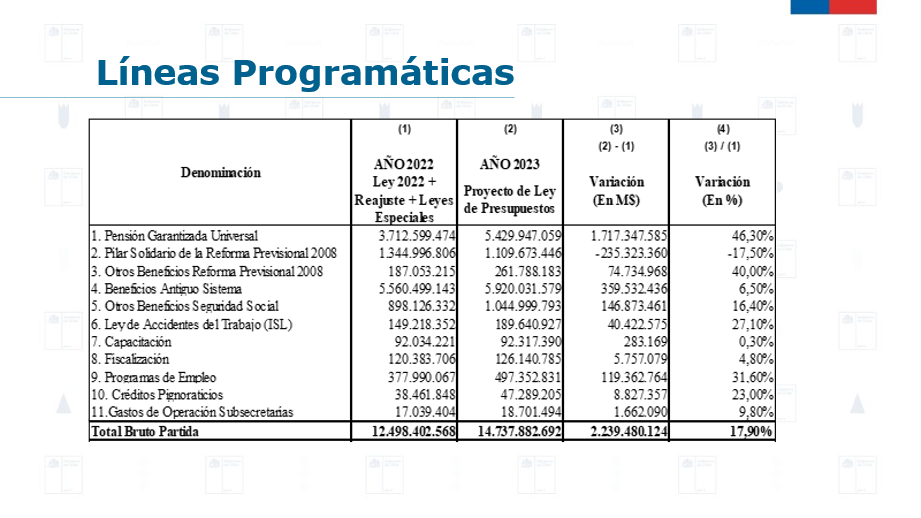 Líneas Programáticas
Denominación (1) (2) (3) (4)
(2) - (1) (3) / (1)
AÑO 2022 AÑO 2023
Ley 2022 + Proyecto de Ley Variación Variación
Reajuste + Leyes de Presupuestos (En M$) (En %)
Especiales
1. Pensión Garantizada Universal 3.712.599.474 5.429.947.059 1.717.347.585 46,30%
2. Pilar Solidario de la Reforma Previsional 2008 1.344.996.806 1.109.673.446 -235.323.360 -17,50%
3. Otros Beneficios Reforma Previsional 2008 187.053.215 261.788.183 74.734.968 40,00%
4. Beneficios Antiguo Sistema 5.560.499.143 5.920.031.579 359.532.436 6,50%
5. Otros Beneficios Seguridad Social 898.126.332 1.044.999.793 146.873.461 16,40%
6. Ley de Accidentes del Trabajo (ISL) 149.218.352 189.640.927 40.422.575 27,10%
7. Capacitación 92.034.221 92.317.390 283.169 0,30%
8. Fiscalización 120.383.706 126.140.785 5.757.079 4,80%
9. Programas de Empleo 377.990.067 497.352.831 119.362.764 31.60%
10. Créditos Pignoraticios 38.461.848 47.289.205 8.827.357 23,00%
11.Gastos de Operación Subsecretarias 17.039.404 18.701.494 1.662.090 9,80%
Total Bruto Partida 12.498.402.568 14.737.882.692 2.239.480.124 17,90%